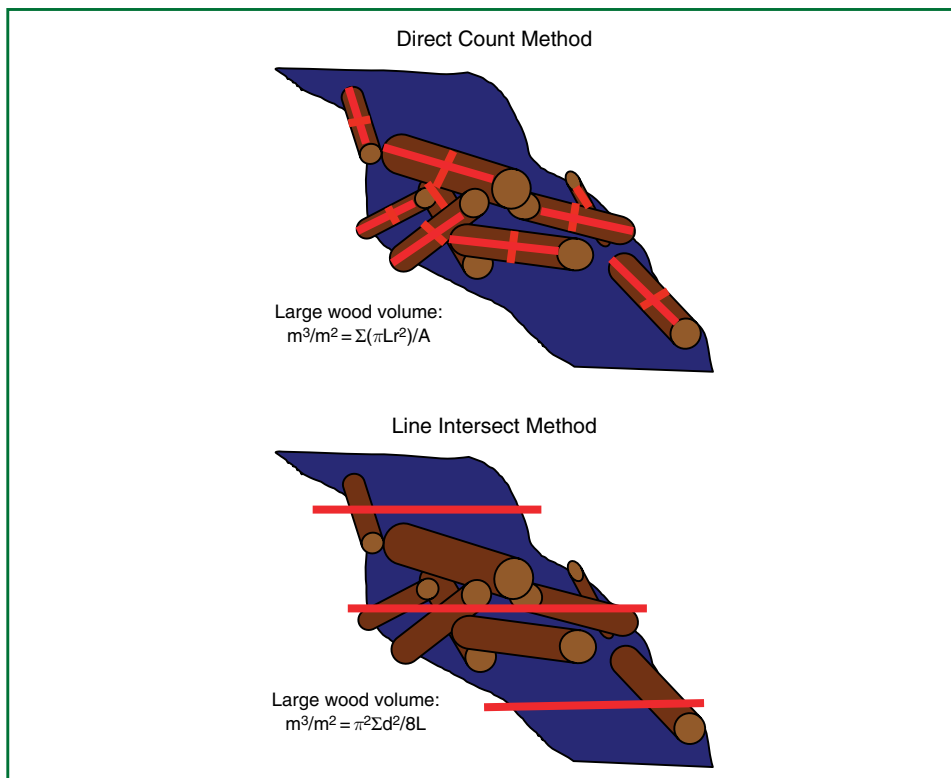 Direct Count Method
Large wood volume:
m³/m² = Σ(πLr²)/A
Line Intersect Method
Large wood volume:
m³/m² = π²Σd²/8L